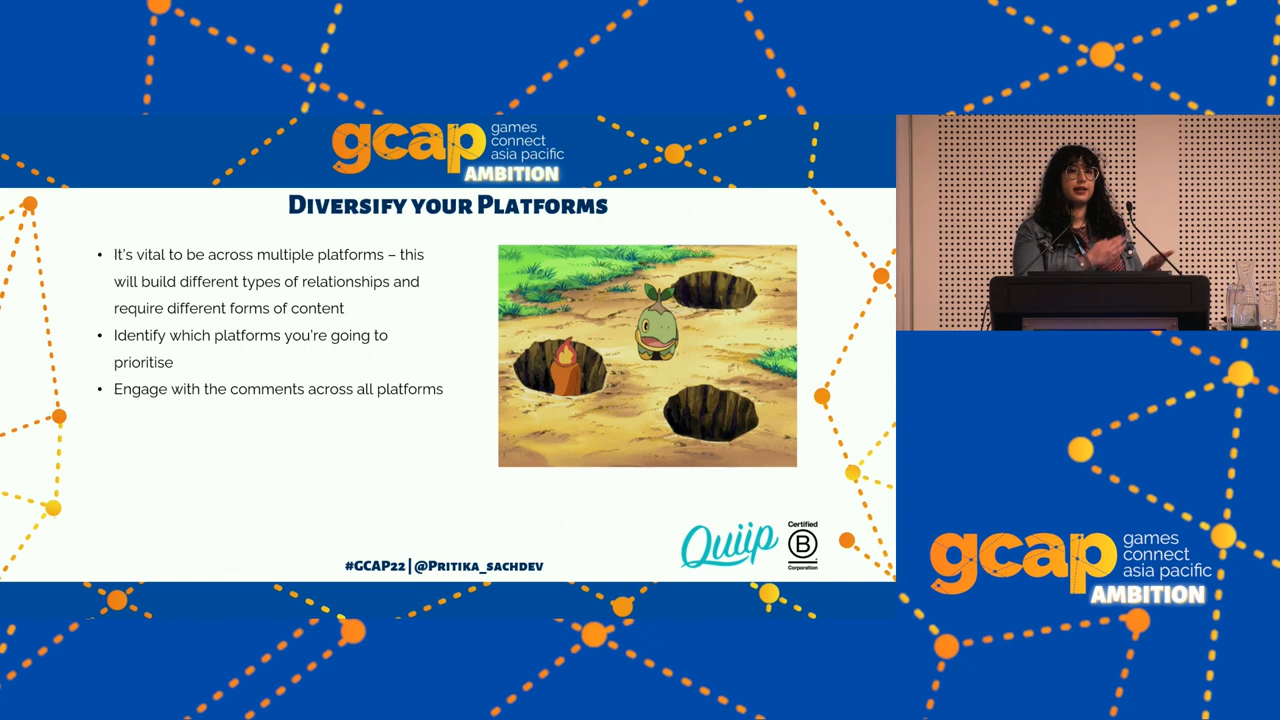 gcap games
connect
asia pacific
AMBITION
Diversify your Platforms
• It's vital to be across multiple platforms – this
will build different types of relationships and
require different forms of content
• Identify which platforms you're going to
prioritise
• Engage with the comments across all platforms
Quiip
Certified
B
Corporation
#GCAP22 | @Pritika_sachdev
gcap games
connect
asia pacific
AMBITION